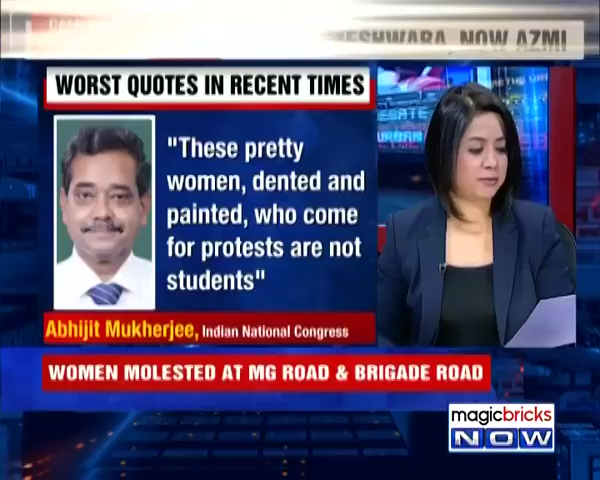 ESHWARA, NOW AZMI
WORST QUOTES IN RECENT TIMES
"These pretty
women, dented and
painted, who come
for protests are not
students"
Abhijit Mukherjee, Indian National Congress
WOMEN MOLESTED AT MG ROAD & BRIGADE ROAD
magicbricks
NOW